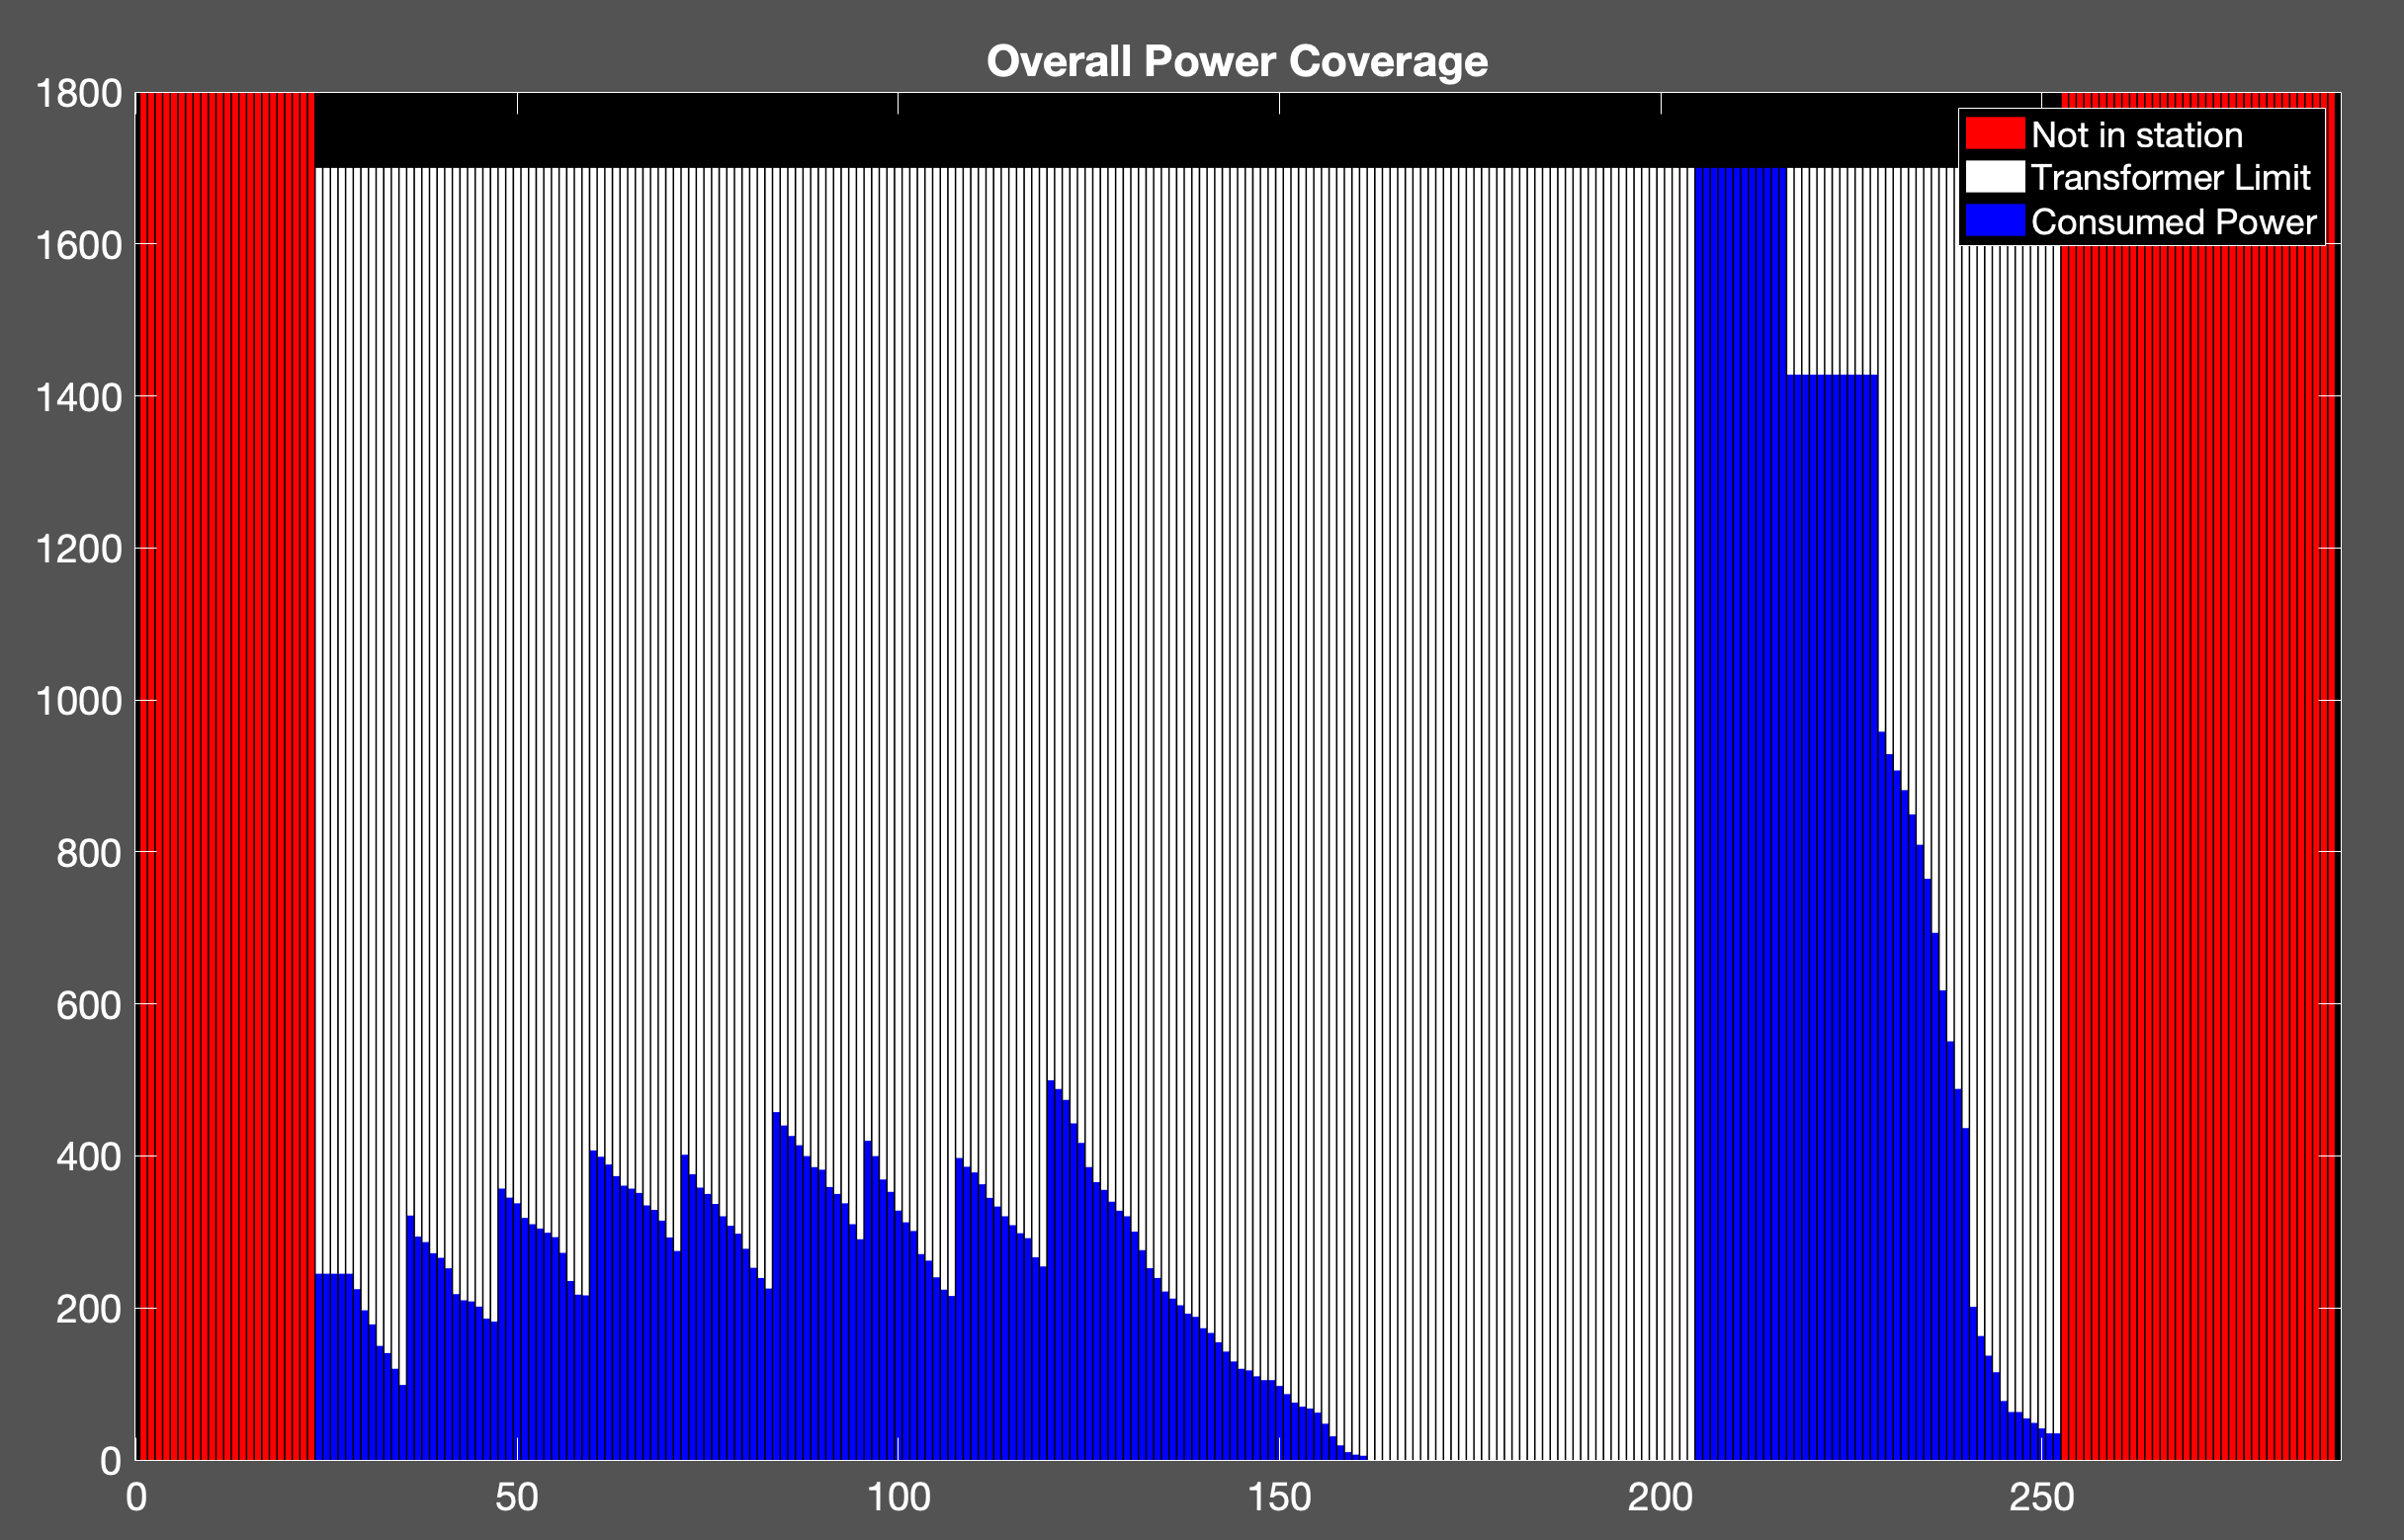 Overall Power Coverage
1800
1600
1400
1200
1000
800
600
400
200
0
0 50 100 150 200 250
Not in station
Transformer Limit
Consumed Power